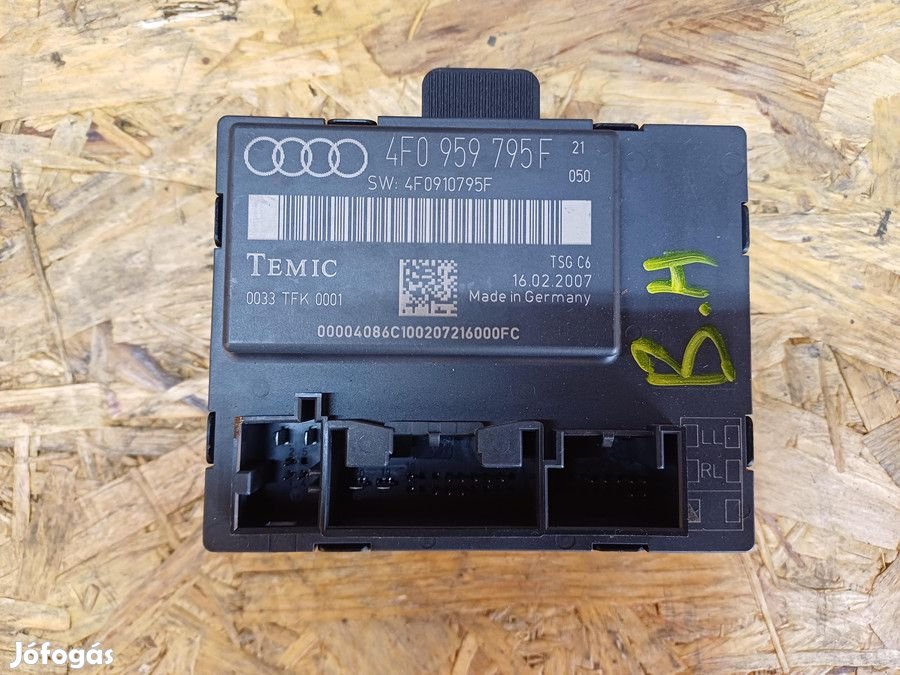 4F0 959 795F 21
SW: 4F0910795F 050
TEMIC
TSG C6
16.02.2007
0033 TFK 0001
Made in Germany
00004086C100207216000FC
B.H
LL
RL
Jófogás